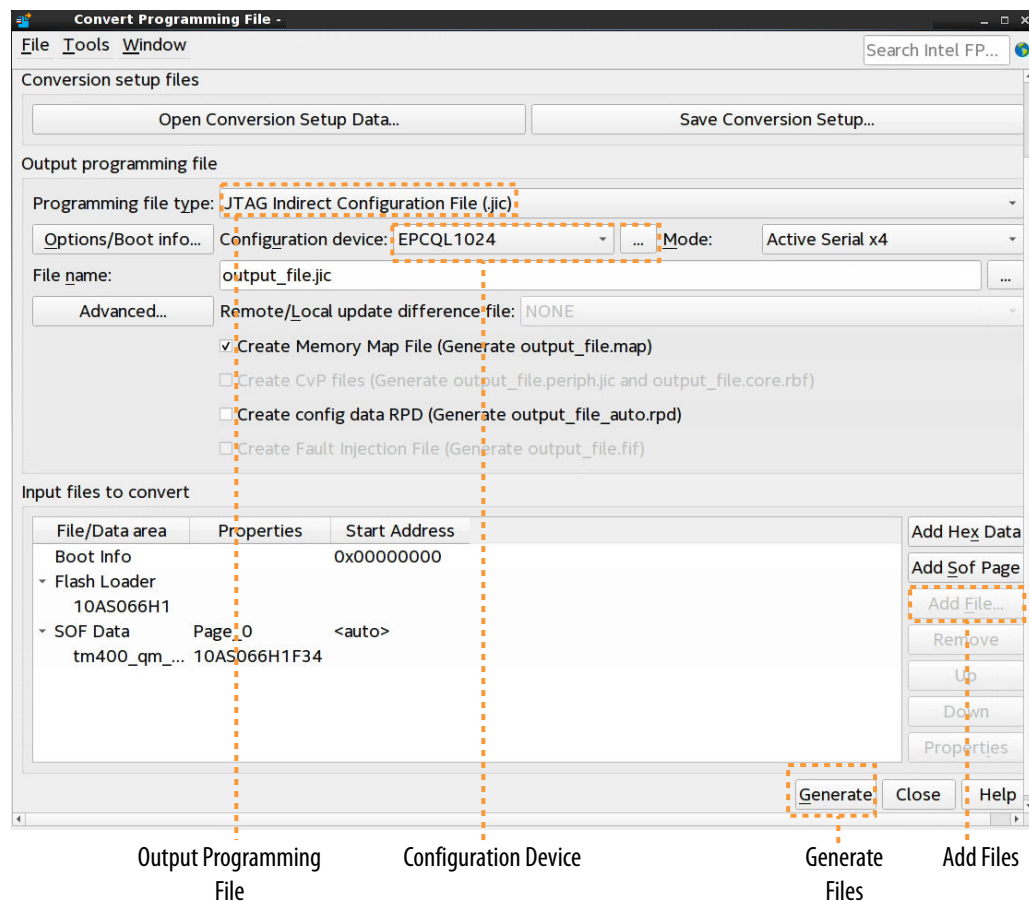 Convert Programming File -
File Tools Window
Search Intel FP...
Conversion setup files
Open Conversion Setup Data... Save Conversion Setup...
Output programming file
Programming file type: JTAG Indirect Configuration File (.jic)
Options/Boot info... Configuration device: EPCQL1024 ... Mode: Active Serial x4
File name: output_file.jic ...
Advanced... Remote/Local update difference file: NONE
Create Memory Map File (Generate output_file.map)
Create CvP files (Generate output_file.periph.jic and output_file.core.rbf)
Create config data RPD (Generate output_file_auto.rpd)
Create Fault Injection File (Generate output_file.fif)
Input files to convert
File/Data area Properties Start Address
Boot Info 0x00000000
Flash Loader
10AS066H1
SOF Data Page_0 <auto>
tm400_qm_... 10AS066H1F34
Add Hex Data
Add Sof Page
Add File...
Remove
Up
Down
Properties
Generate Close Help
Output Programming File
Configuration Device
Generate Files
Add Files